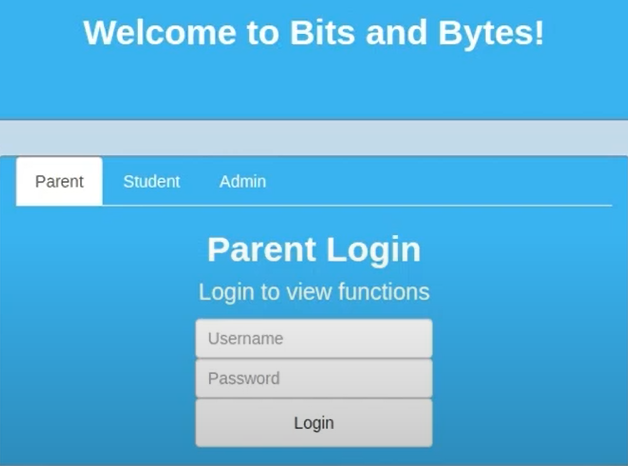 Welcome to Bits and Bytes!
Parent Student Admin
Parent Login
Login to view functions
Username
Password
Login